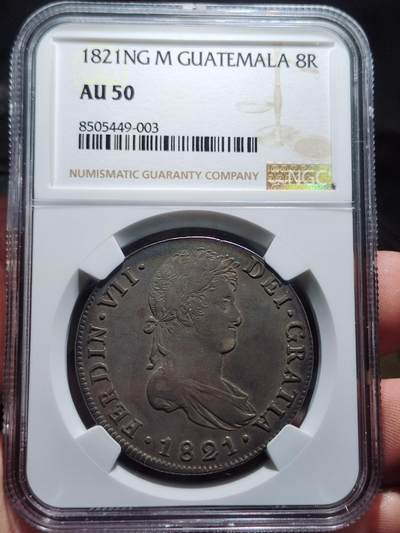 1821NG M GUATEMALA 8R
AU 50
8505449-003
NUMISMATIC GUARANTY COMPANY
NGC
FERDIN · VII · DEI · GRATIA
· 1821 ·